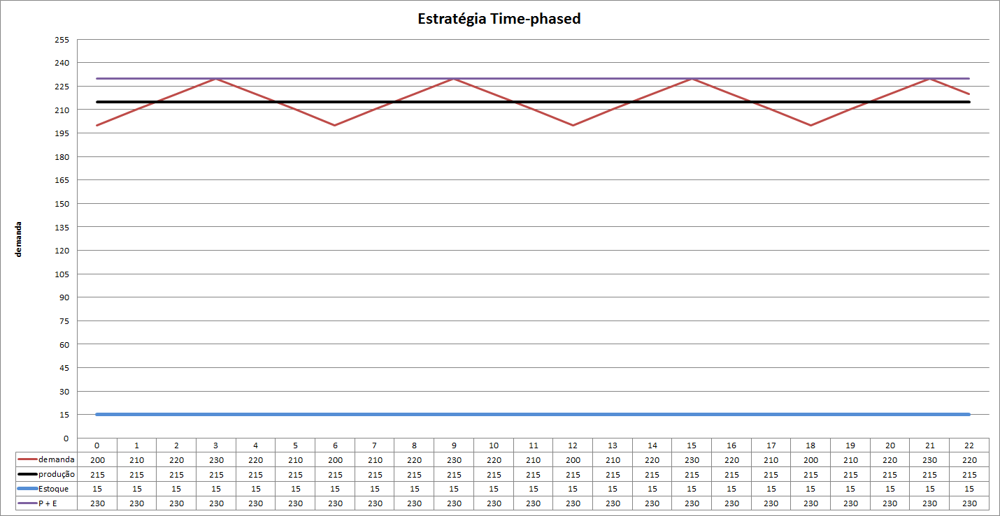 Estratégia Time-phased
255
240
225
210
195
180
165
150
135
120
105
90
75
60
45
30
15
0
demanda
0 1 2 3 4 5 6 7 8 9 10 11 12 13 14 15 16 17 18 19 20 21 22
demanda 200 210 220 230 220 210 200 210 220 230 220 210 200 210 220 230 220 210 200 210 220 230 220
produção 215 215 215 215 215 215 215 215 215 215 215 215 215 215 215 215 215 215 215 215 215 215 215
Estoque 15 15 15 15 15 15 15 15 15 15 15 15 15 15 15 15 15 15 15 15 15 15 15
P + E 230 230 230 230 230 230 230 230 230 230 230 230 230 230 230 230 230 230 230 230 230 230 230